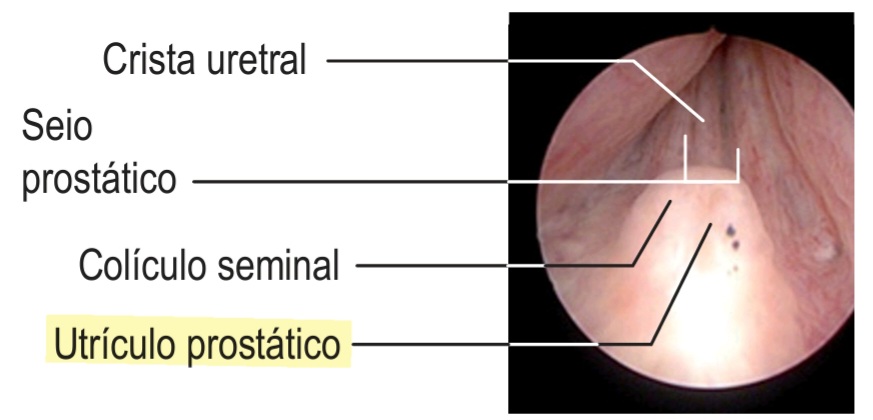 Crista uretral
Seio
prostático
Colículo seminal
Utrículo prostático